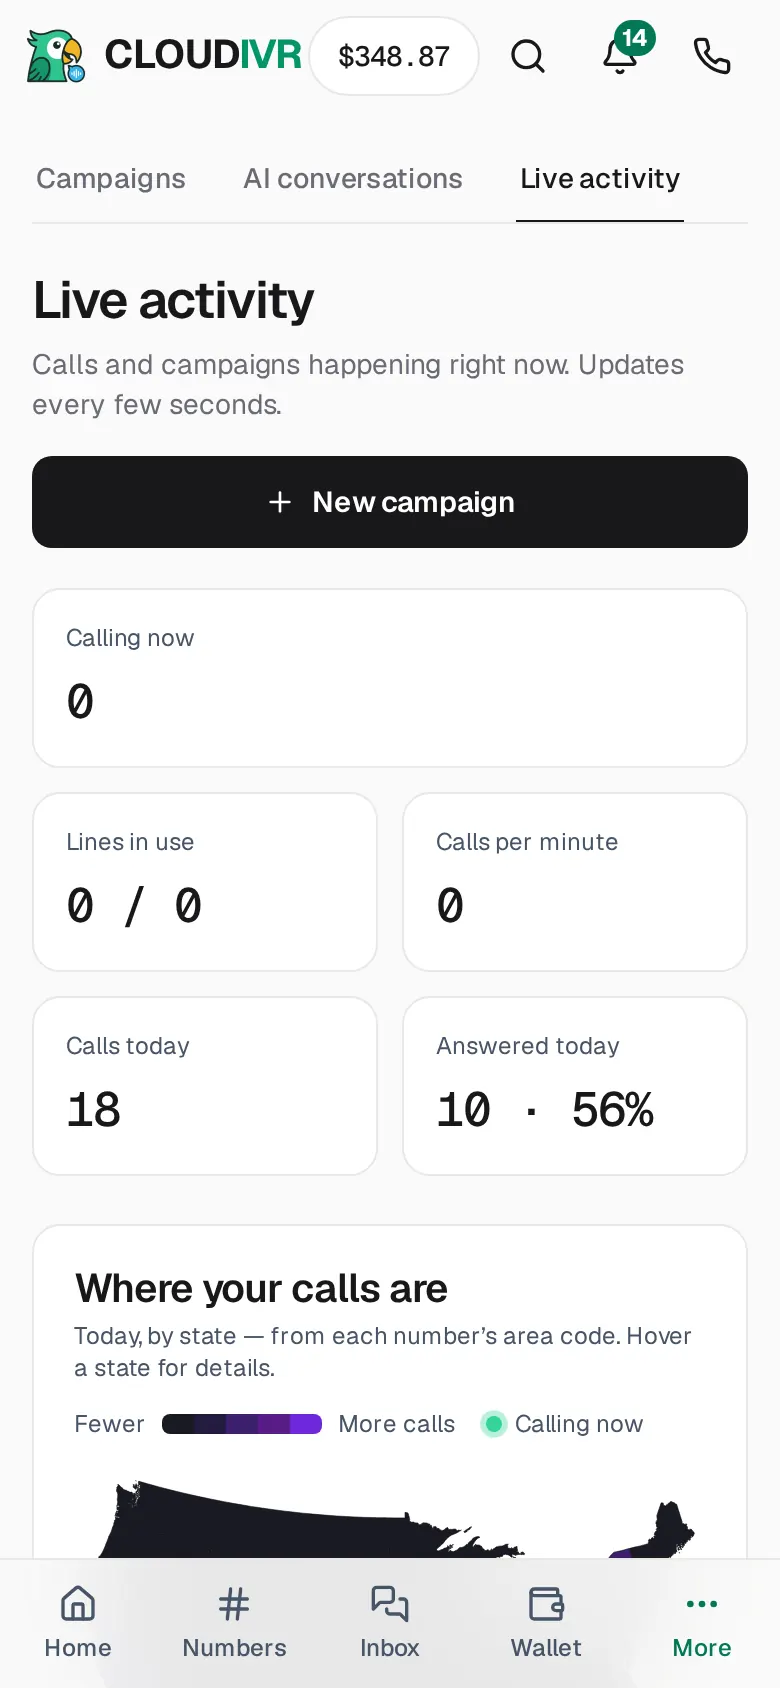 CLOUDIVR
$348.87
14
Campaigns
AI conversations
Live activity
Live activity
Calls and campaigns happening right now. Updates
every few seconds.
New campaign
Calling now
0
Lines in use
0 / 0
Calls per minute
0
Calls today
18
Answered today
10 · 56%
Where your calls are
Today, by state — from each number’s area code. Hover
a state for details.
Fewer
More calls
Calling now
Home
Numbers
Inbox
Wallet
More